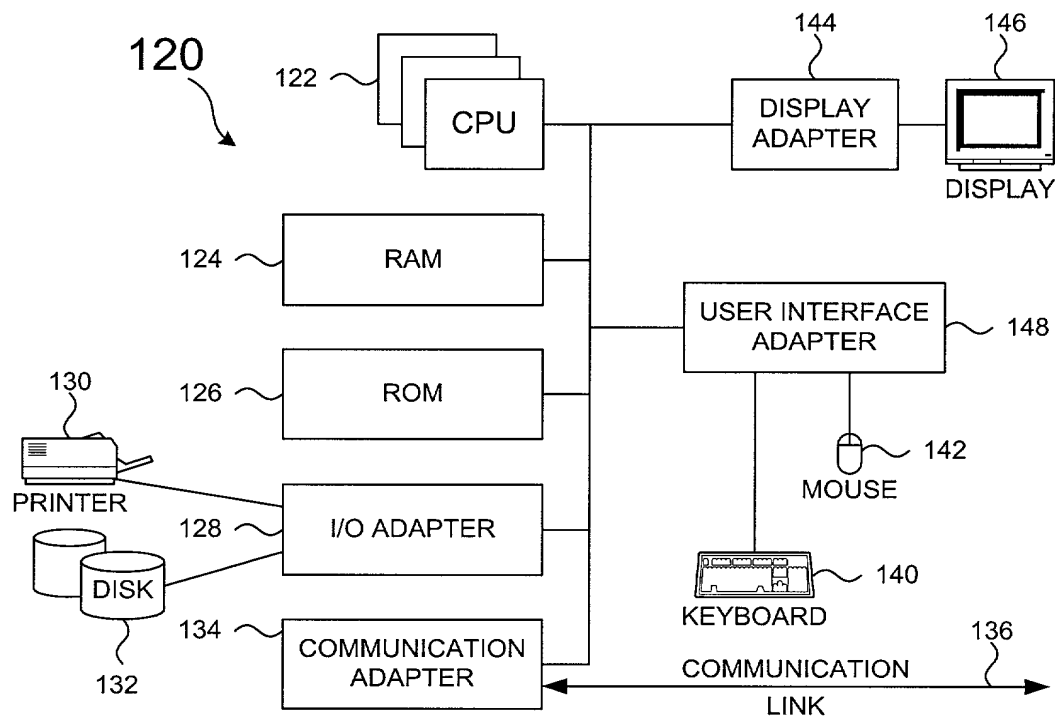 120
122
CPU
144
DISPLAY
ADAPTER
146
DISPLAY
124
RAM
USER INTERFACE
ADAPTER
148
126
ROM
130
PRINTER
142
MOUSE
128
I/O ADAPTER
DISK
132
140
KEYBOARD
134
COMMUNICATION
ADAPTER
COMMUNICATION
LINK
136